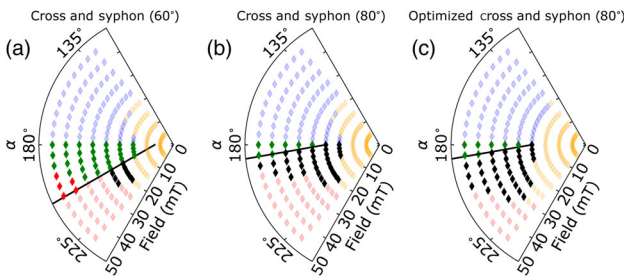 Cross and syphon (60°)
(a)
135°
α
180°
225°
50 40 30 20 10 0
Field (mT)
Cross and syphon (80°)
(b)
135°
α
180°
225°
50 40 30 20 10 0
Field (mT)
Optimized cross and syphon (80°)
(c)
135°
α
180°
225°
50 40 30 20 10 0
Field (mT)